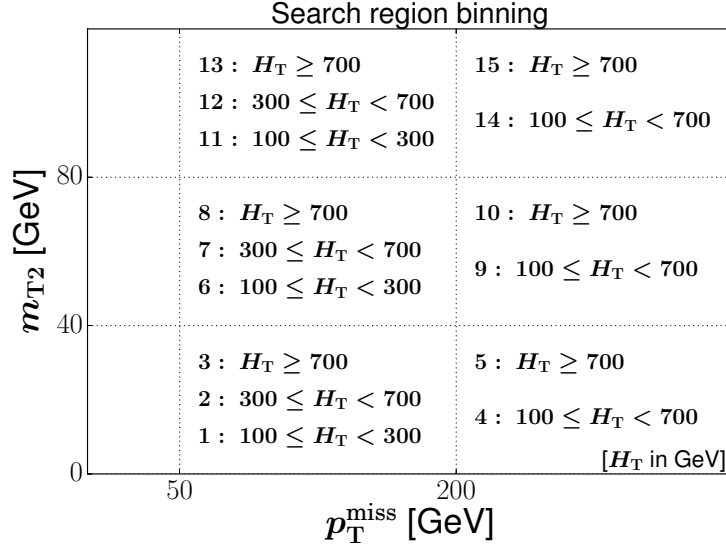 Search region binning
13 : H_T ≥ 700
12 : 300 ≤ H_T < 700
11 : 100 ≤ H_T < 300
15 : H_T ≥ 700
14 : 100 ≤ H_T < 700
80
8 : H_T ≥ 700
7 : 300 ≤ H_T < 700
6 : 100 ≤ H_T < 300
10 : H_T ≥ 700
9 : 100 ≤ H_T < 700
m_T2 [GeV]
40
3 : H_T ≥ 700
2 : 300 ≤ H_T < 700
1 : 100 ≤ H_T < 300
5 : H_T ≥ 700
4 : 100 ≤ H_T < 700
[H_T in GeV]
0
50
200
p_T^miss [GeV]